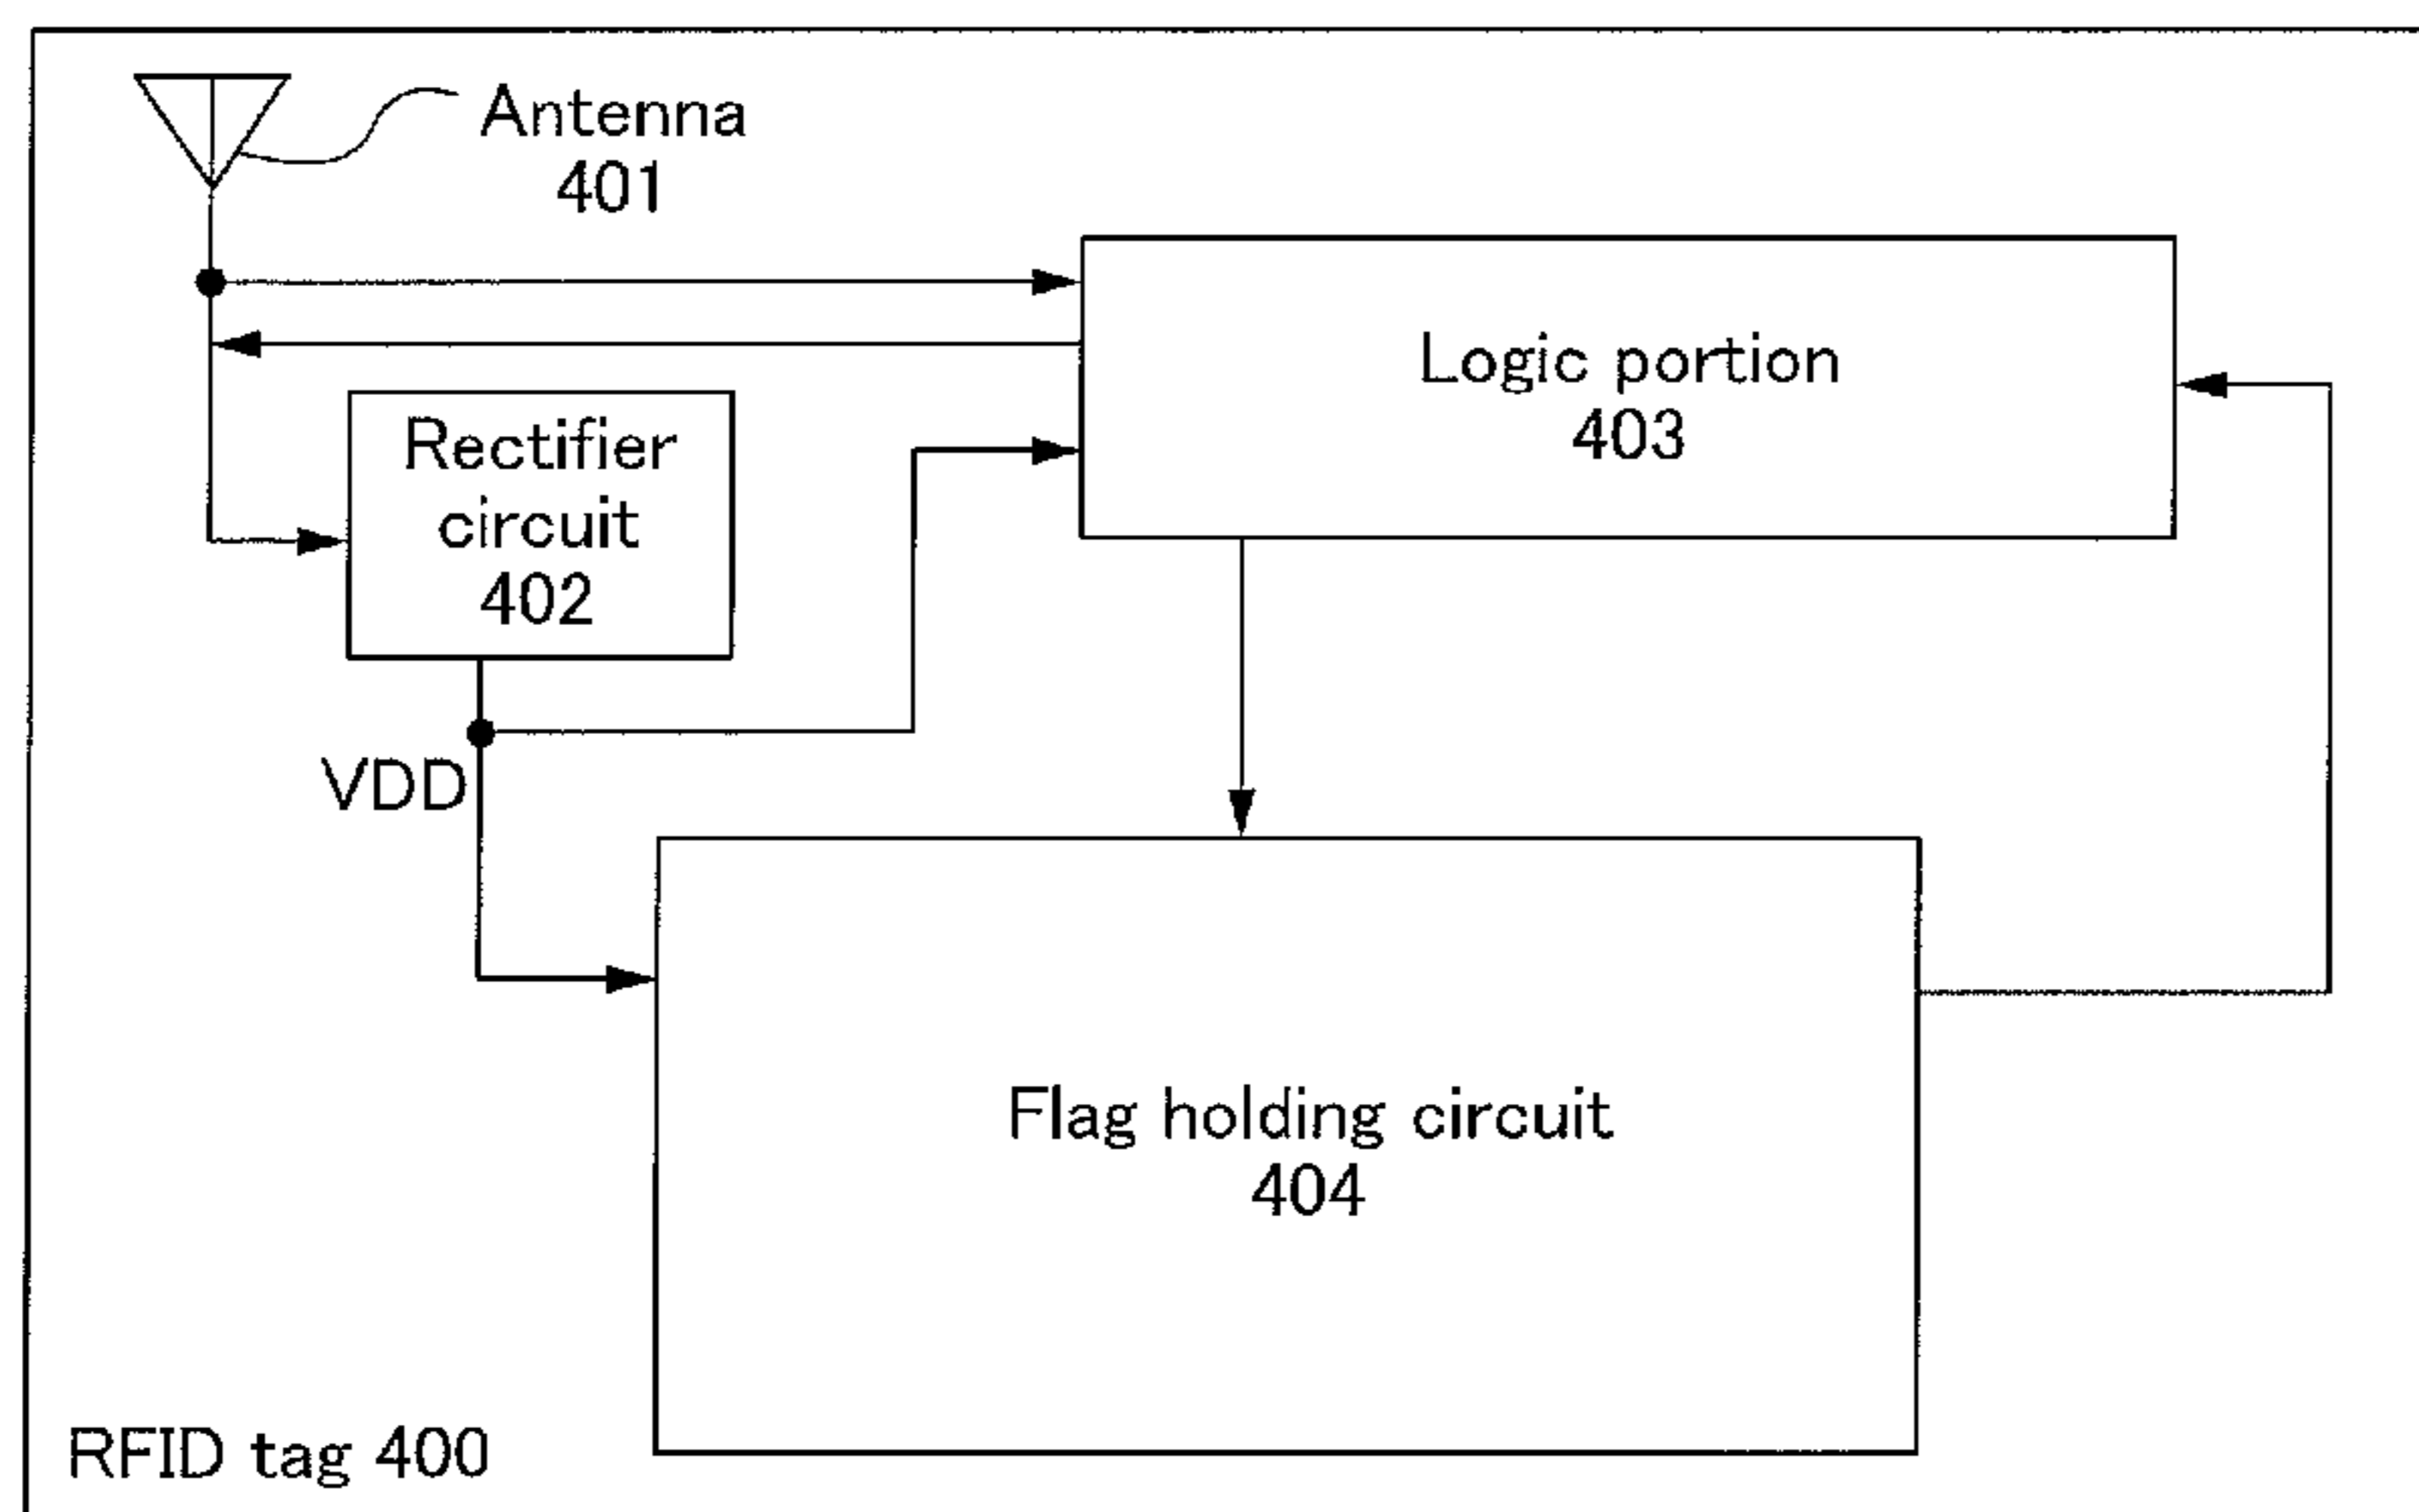 Antenna
401
Logic portion
403
Rectifier
circuit
402
VDD
Flag holding circuit
404
RFID tag 400